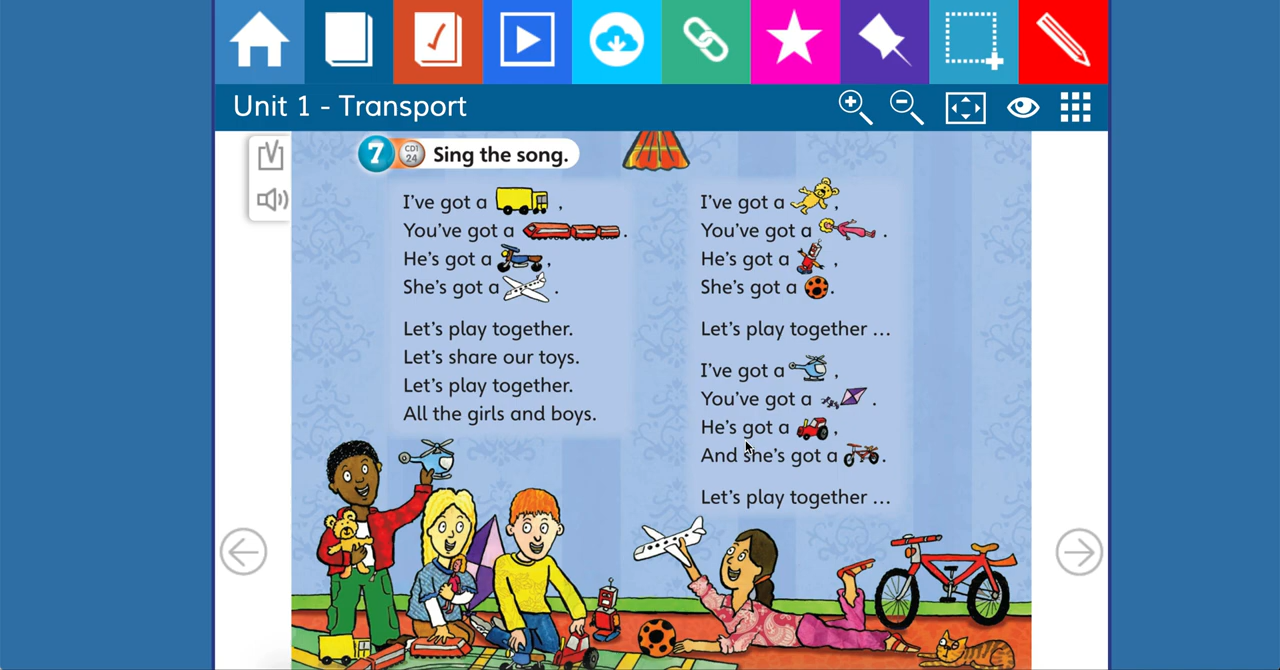 Unit 1 - Transport
7 CD1 24 Sing the song.
I've got a ,
You've got a .
He's got a ,
She's got a .
Let's play together.
Let's share our toys.
Let's play together.
All the girls and boys.
I've got a ,
You've got a .
He's got a ,
She's got a .
Let's play together ...
I've got a ,
You've got a .
He's got a ,
And she's got a .
Let's play together ...